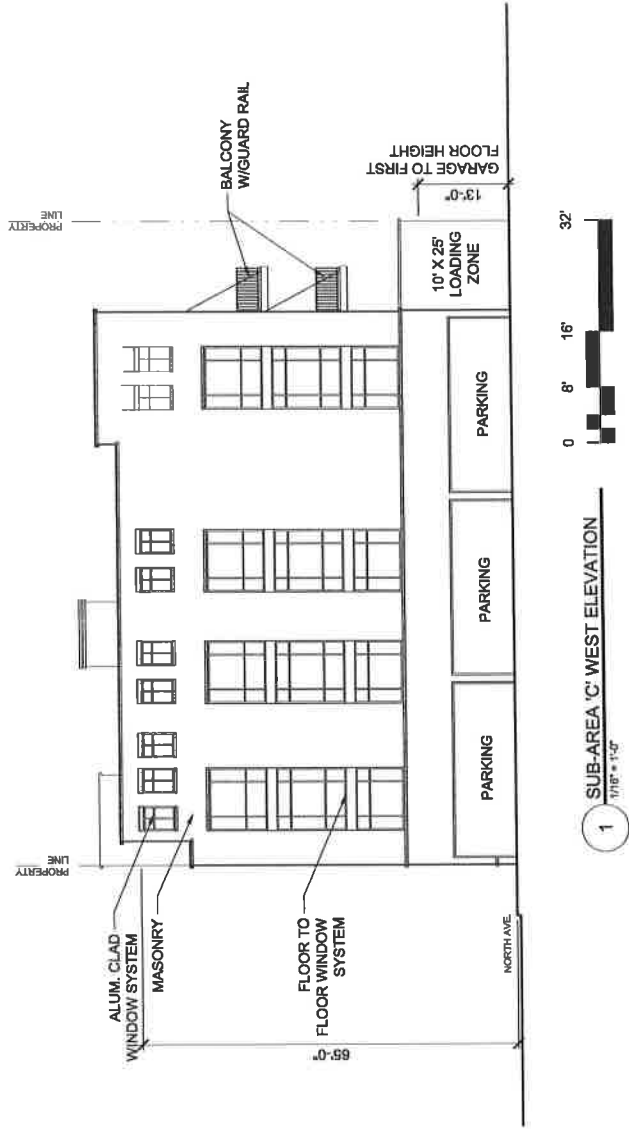 PROPERTY
LINE
PROPERTY
LINE
ALUM. CLAD
WINDOW SYSTEM
MASONRY
BALCONY
W/GUARD RAIL
FLOOR TO
FLOOR WINDOW
SYSTEM
65'-0"
GARAGE TO FIRST
FLOOR HEIGHT
13'-0"
10' X 25'
LOADING
ZONE
PARKING
PARKING
PARKING
NORTH AVE.
1
SUB-AREA 'C' WEST ELEVATION
1/16" = 1'-0"
0
8'
16'
32'